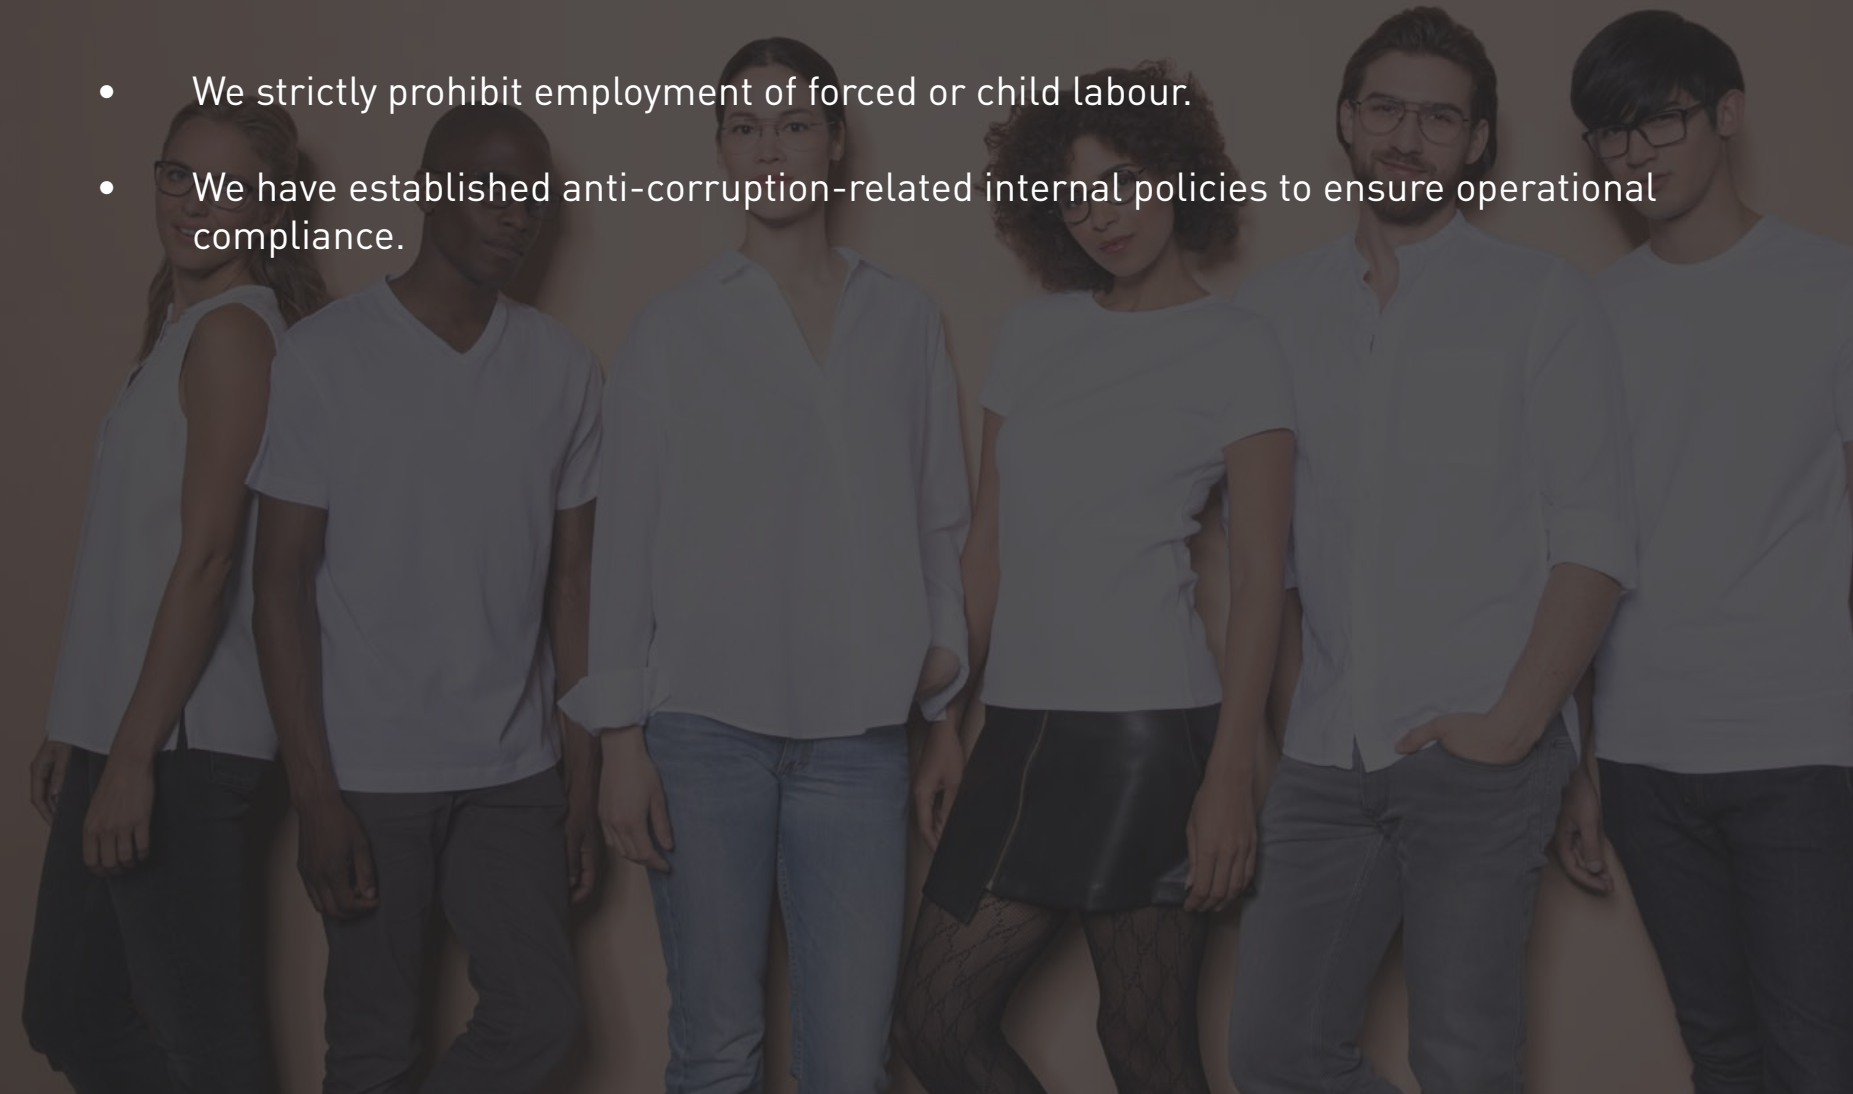 • We strictly prohibit employment of forced or child labour.
• We have established anti-corruption-related internal policies to ensure operational
compliance.